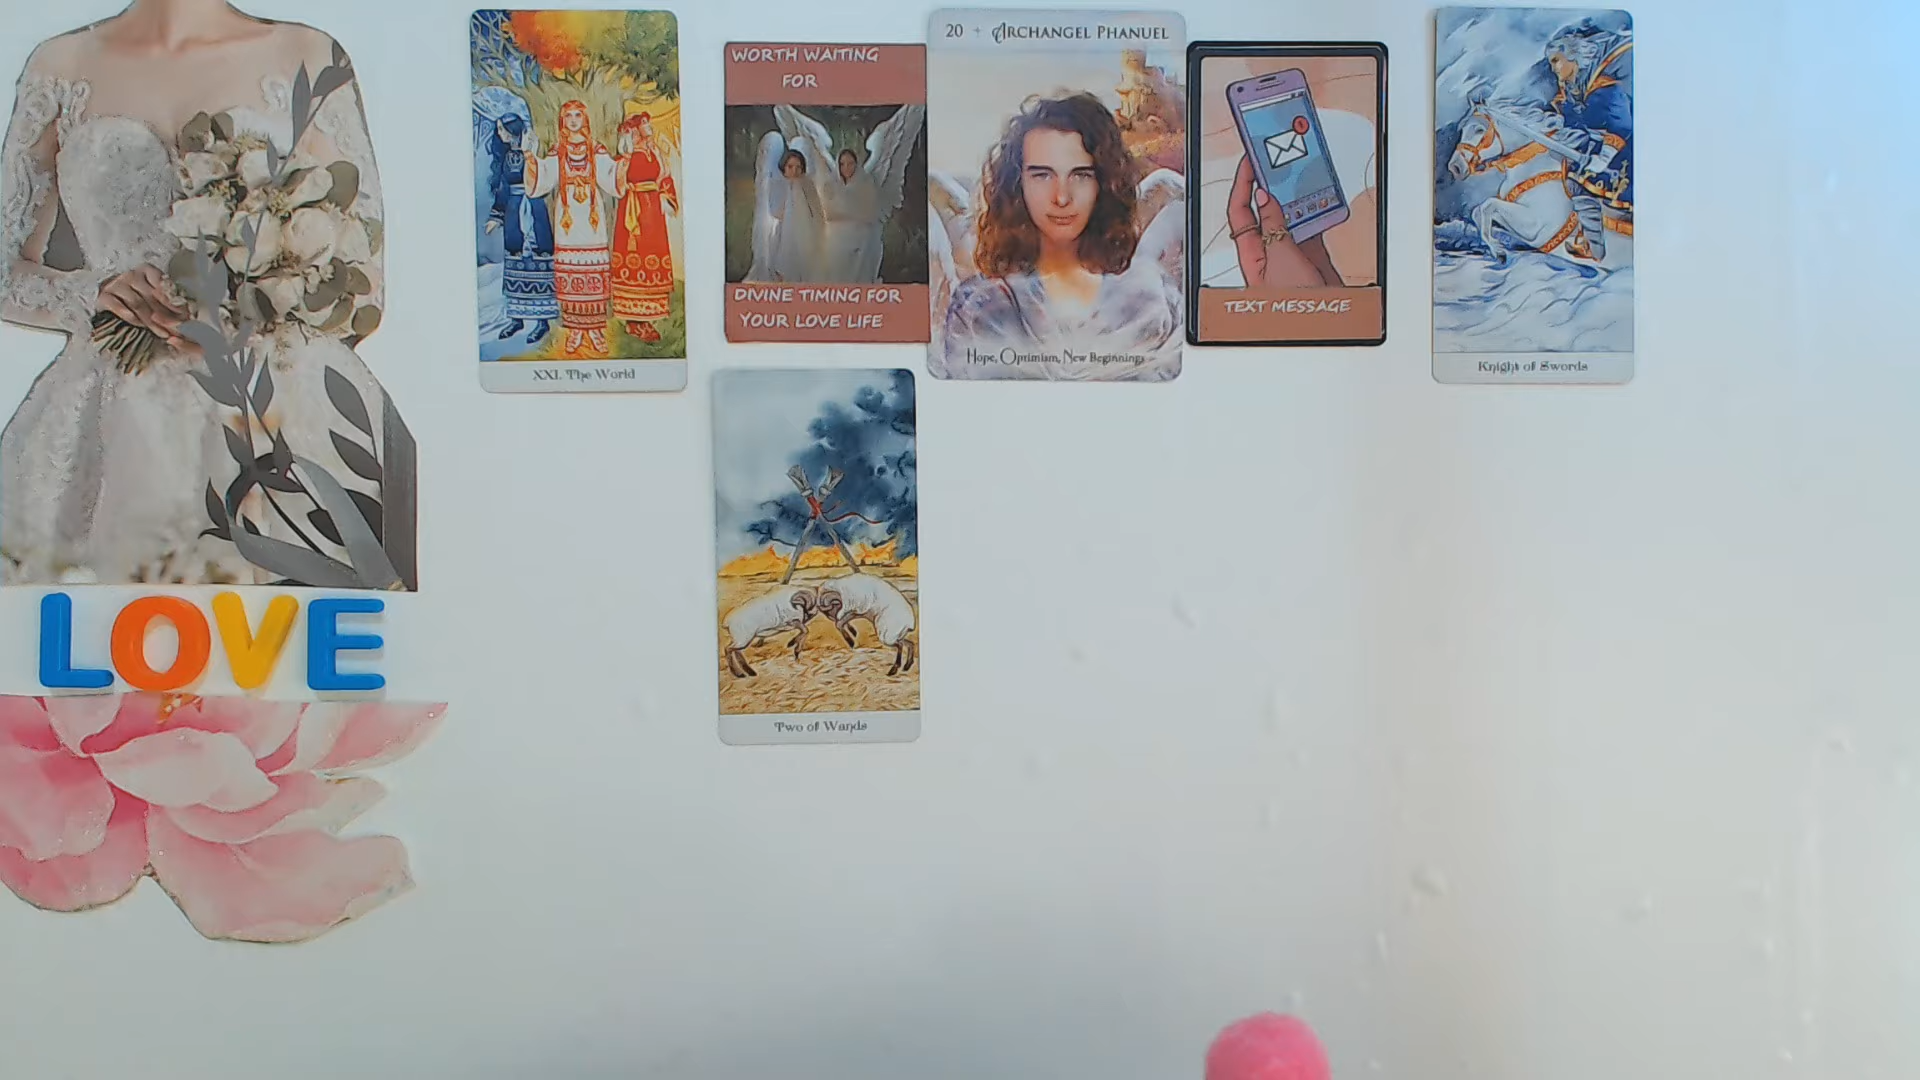 WORTH WAITING
FOR
DIVINE TIMING FOR
YOUR LOVE LIFE
20 + ARCHANGEL PHANUEL
Hope, Optimism, New Beginnings
1
TEXT MESSAGE
XXI. The World
Knight of Swords
Two of Wands
LOVE